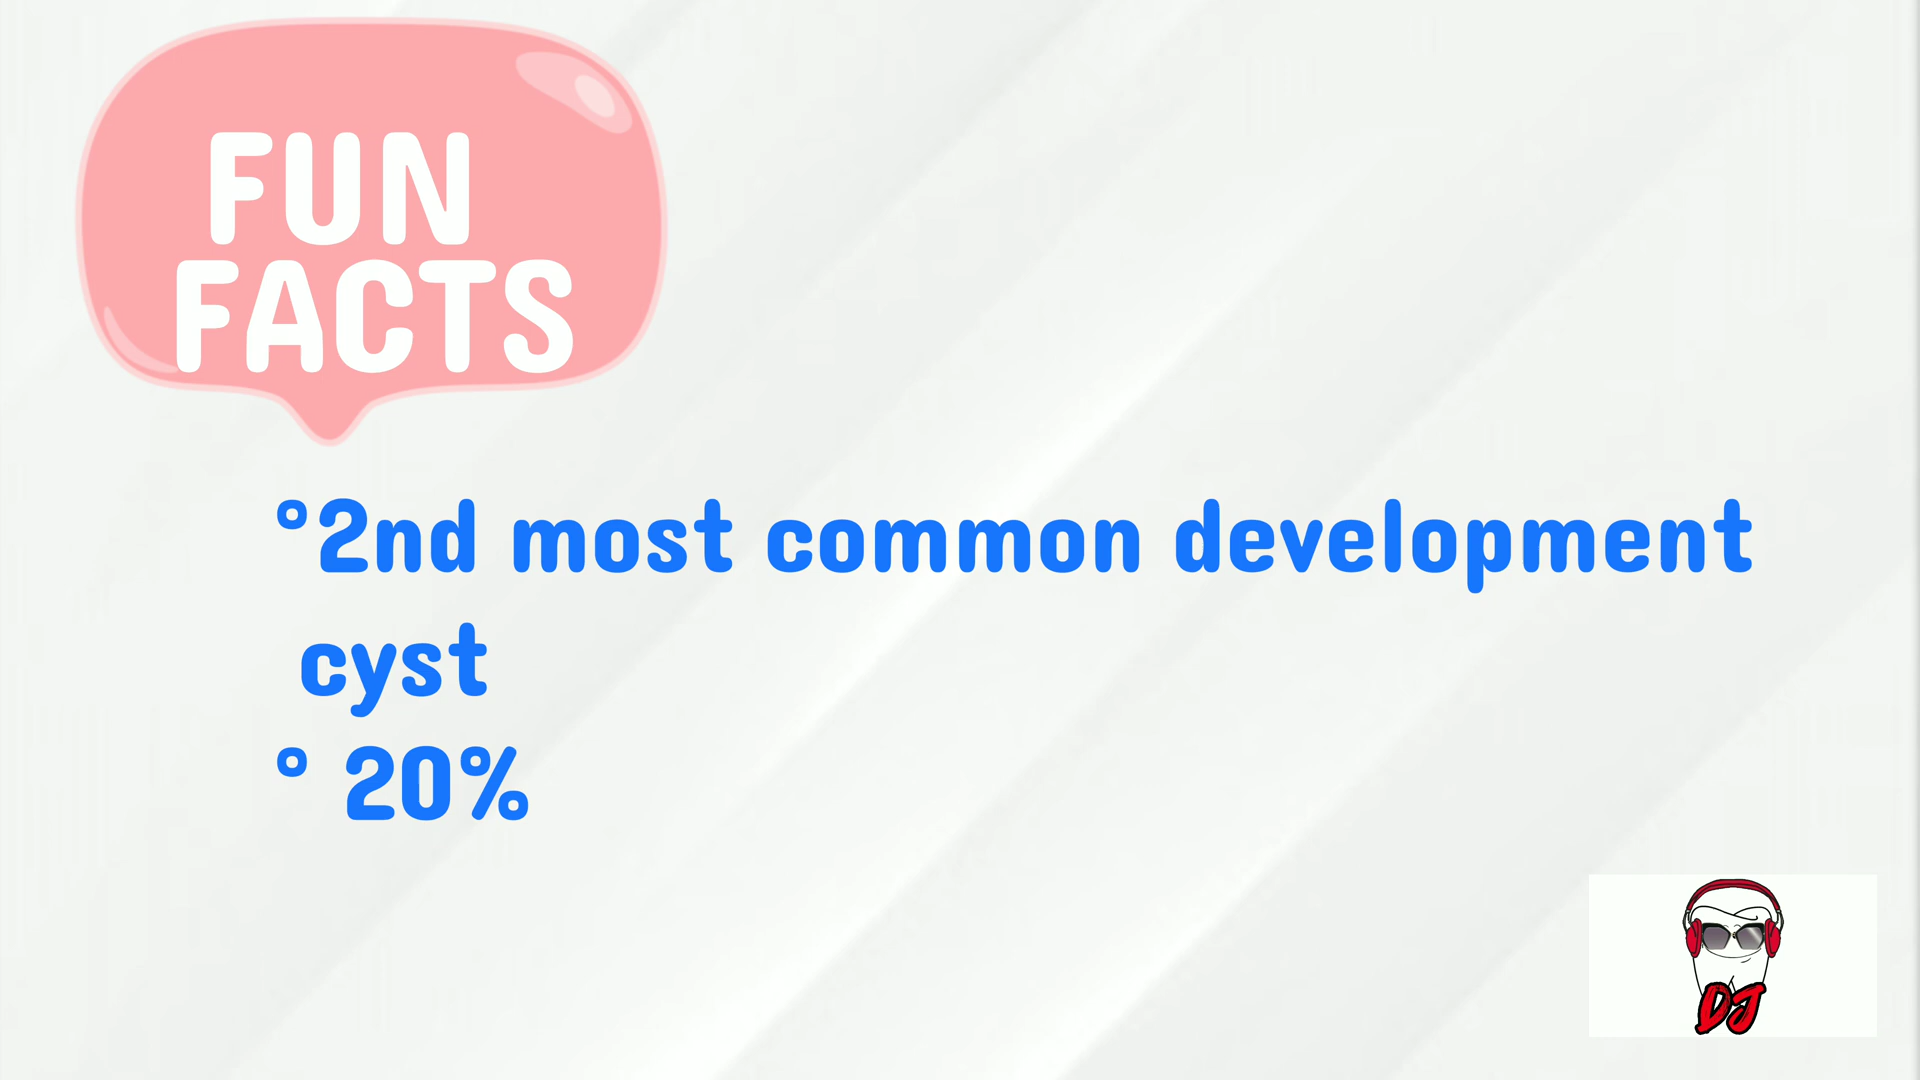 FUN
FACTS
°2nd most common development
cyst
° 20%
DJ